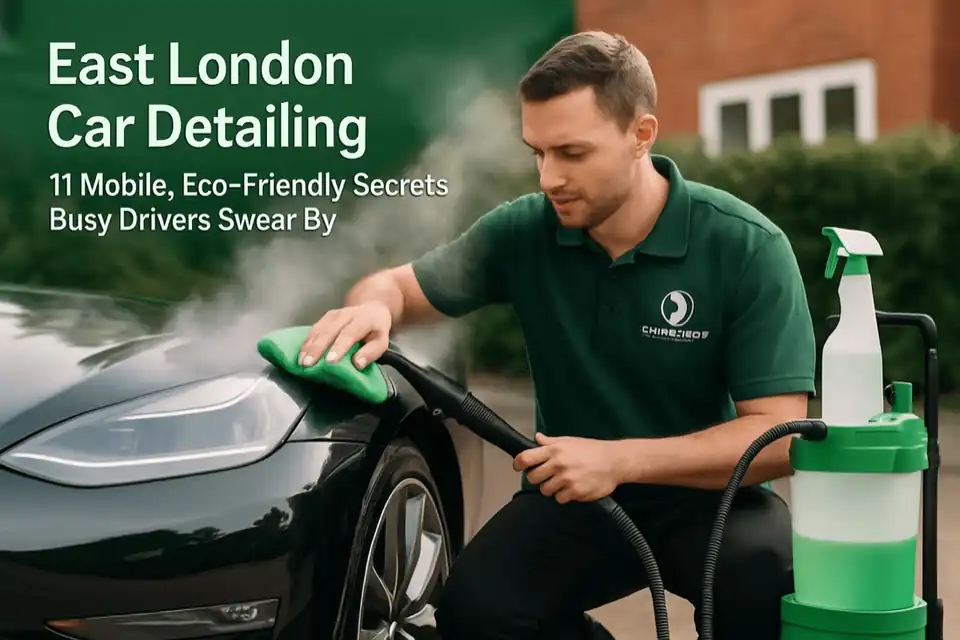 East London
Car Detailing
11 Mobile, Eco-Friendly Secrets
Busy Drivers Swear By